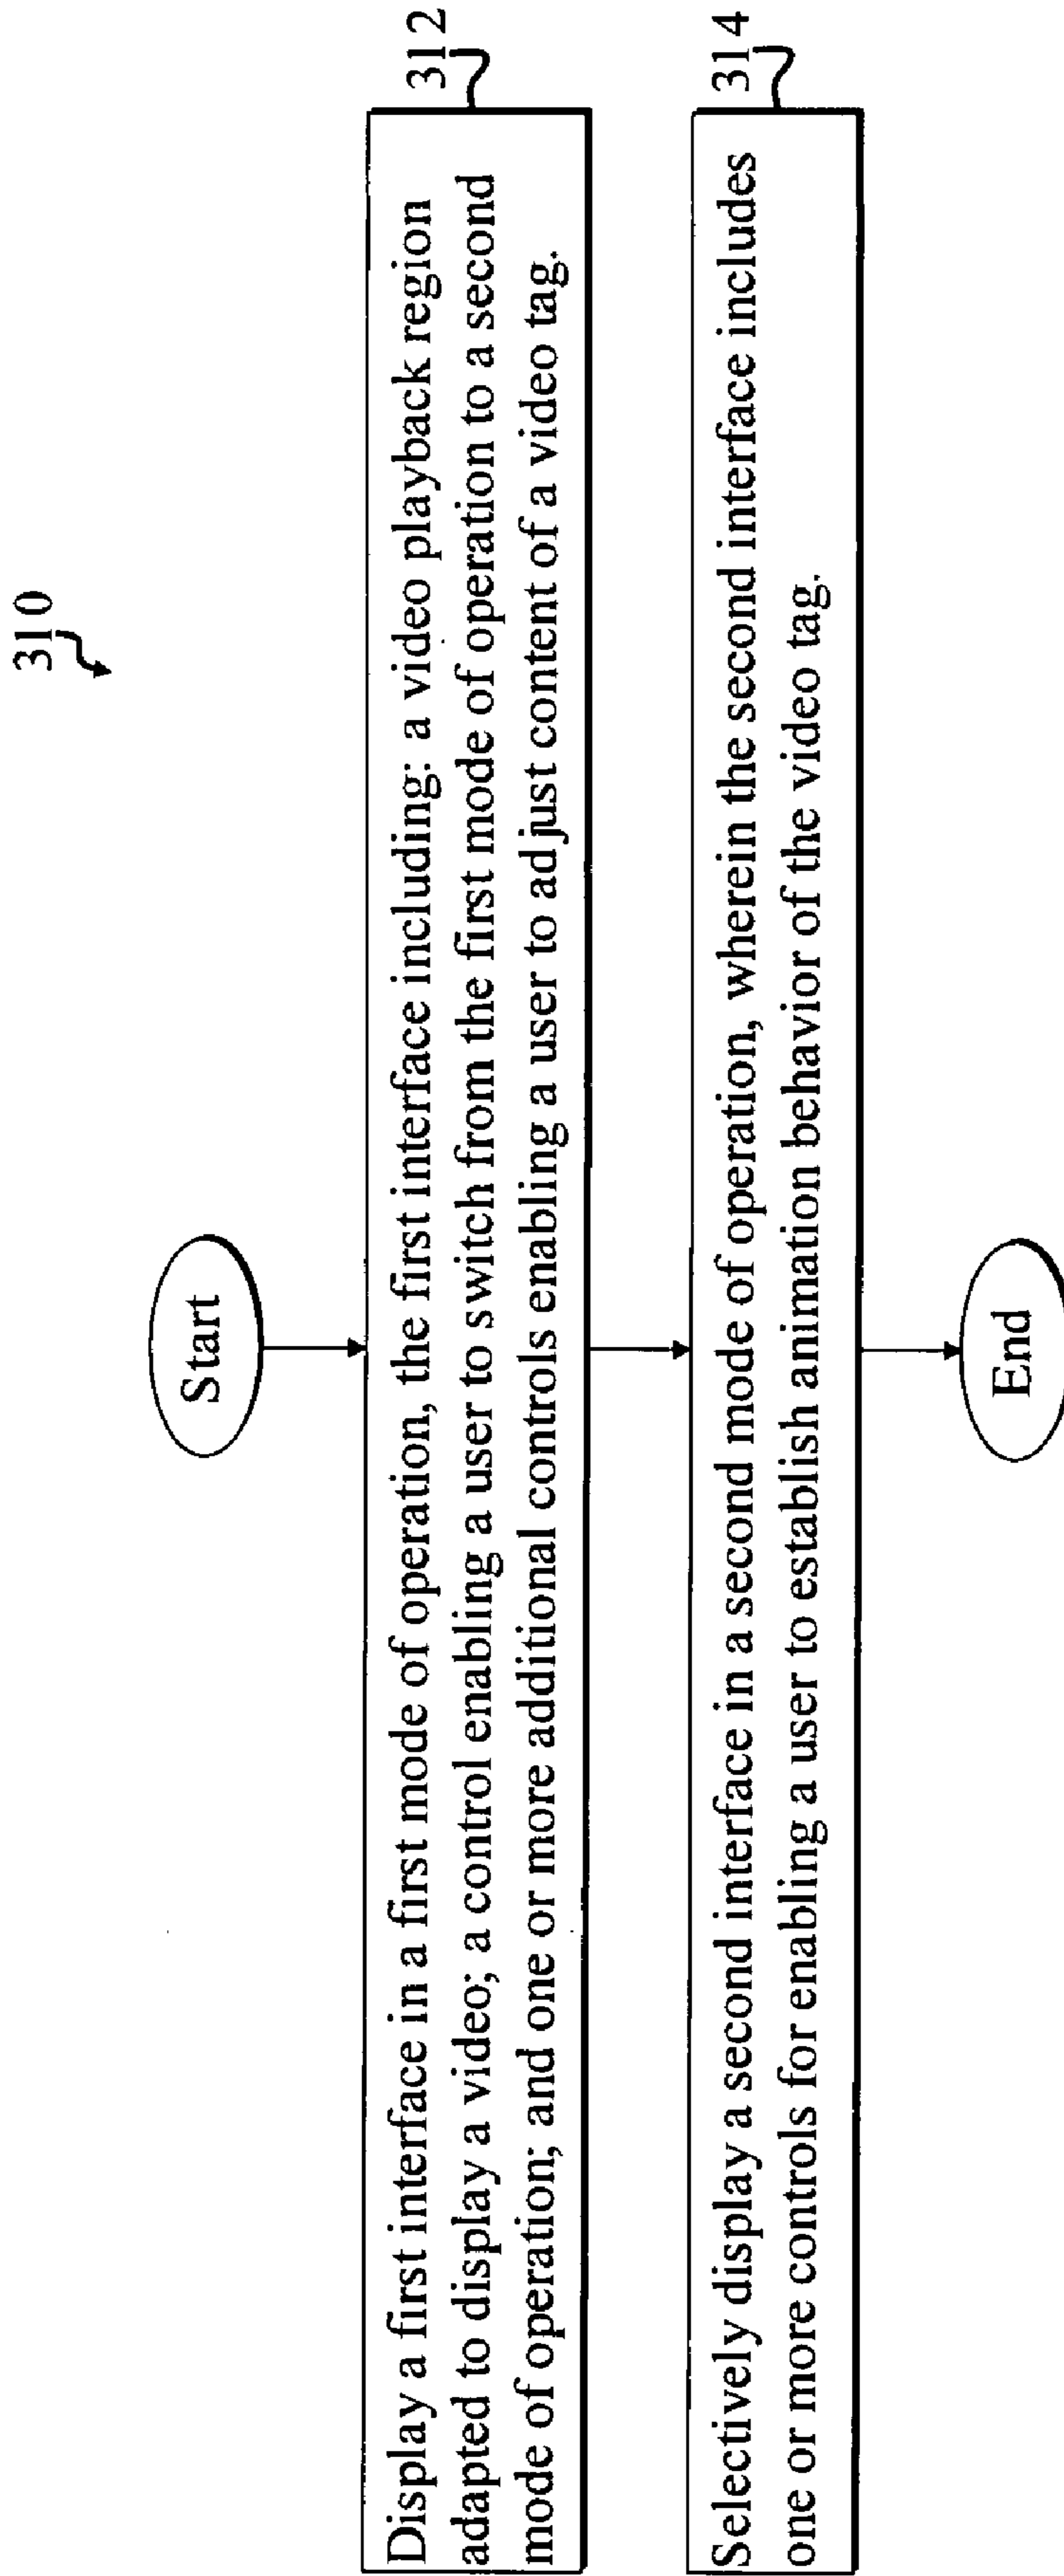 310
Start
Display a first interface in a first mode of operation, the first interface including: a video playback region
adapted to display a video; a control enabling a user to switch from the first mode of operation to a second
mode of operation; and one or more additional controls enabling a user to adjust content of a video tag.
312
Selectively display a second interface in a second mode of operation, wherein the second interface includes
one or more controls for enabling a user to establish animation behavior of the video tag.
314
End